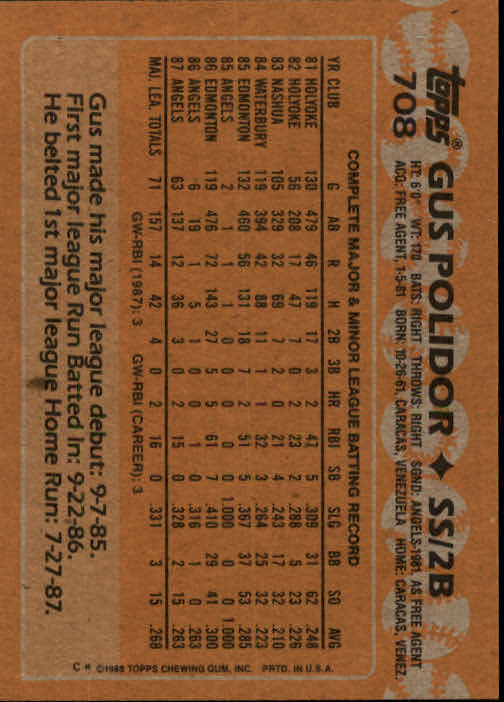 topps® GUS POLIDOR ♦ SS/2B
708 HT: 6'0" WT: 170 BATS: RIGHT THROWS: RIGHT SGND: ANGELS-1981, AS FREE AGENT
ACQ: FREE AGENT, 1-5-81 BORN: 10-26-61, CARACAS, VENEZUELA HOME: CARACAS, VENEZ.
COMPLETE MAJOR & MINOR LEAGUE BATTING RECORD
YR CLUB G AB R H 2B 3B HR RBI SB SLG BB SO AVG
81 HOLYOKE 130 479 46 119 17 3 2 47 5 .309 31 62 .248
82 HOLYOKE 56 208 17 47 7 0 2 23 2 .288 5 23 .226
83 NASHUA 105 329 32 69 7 2 0 21 4 .243 17 32 .210
84 WATERBURY 119 394 42 88 11 1 1 32 3 .264 25 32 .223
85 EDMONTON 132 460 56 131 18 7 2 51 5 .367 37 53 .285
85 ANGELS 2 1 1 1 0 0 0 0 0 1.000 0 0 1.000
86 EDMONTON 119 476 72 143 27 5 5 61 7 .410 29 41 .300
86 ANGELS 6 19 1 5 1 0 0 1 0 .316 1 0 .263
87 ANGELS 63 137 12 36 3 0 2 15 0 .328 2 15 .263
MAJ. LEA. TOTALS 71 157 14 42 4 0 2 16 0 .331 3 15 .268
GW-RBI (1987): 3 GW-RBI (CAREER): 3
Gus made his major league debut: 9-7-85.
First major league Run Batted In: 9-22-86.
He belted 1st major league Home Run: 7-27-87.
©1988 TOPPS CHEWING GUM, INC. PRTD. IN U.S.A.